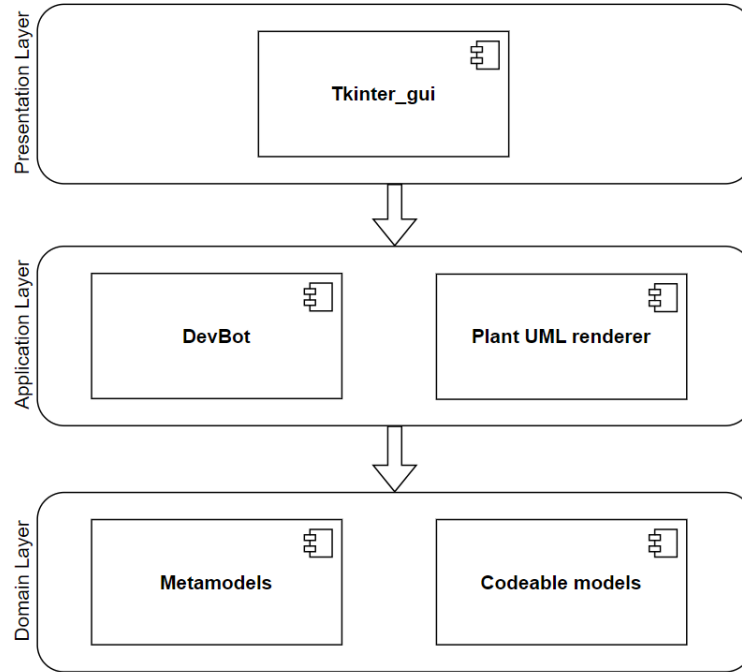 Presentation Layer
Tkinter_gui
Application Layer
DevBot
Plant UML renderer
Domain Layer
Metamodels
Codeable models